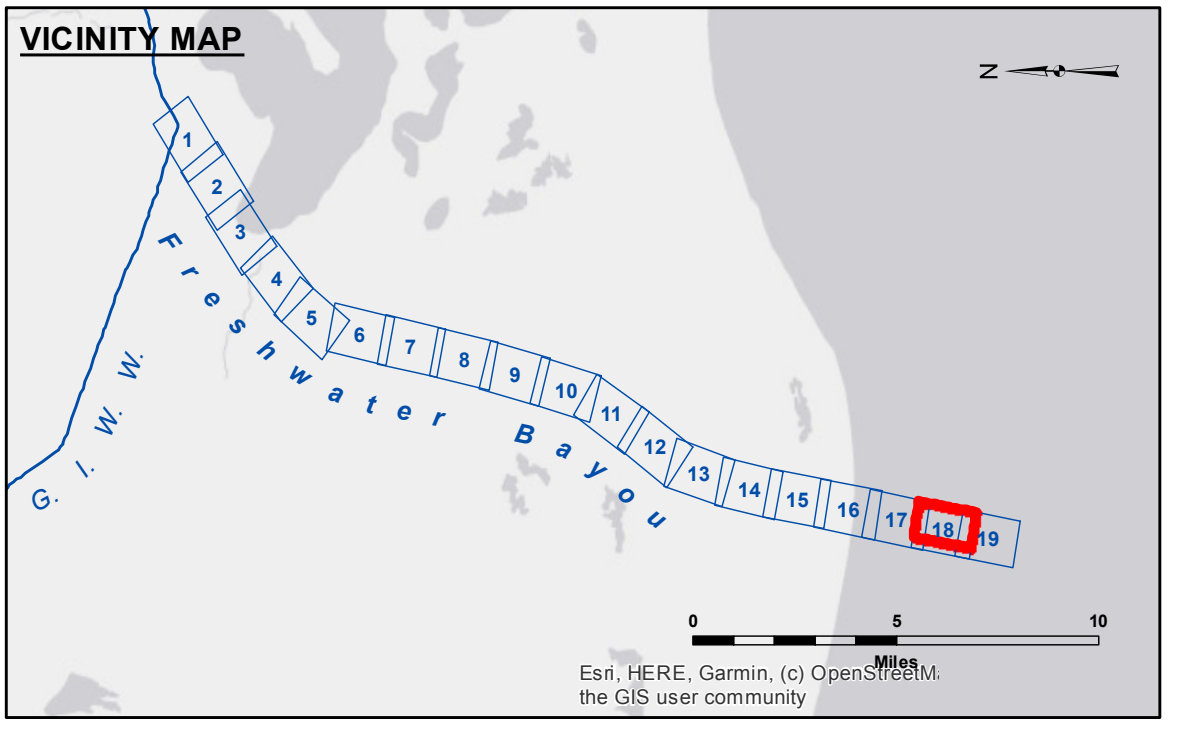 VICINITY MAP
N
1
2
3
4
5
6
7
8
9
10
11
12
13
14
15
16
17
18
19
Freshwater Bayou
G. I. W. W.
0 5 10
Miles
Esri, HERE, Garmin, (c) OpenStreetM
the GIS user community